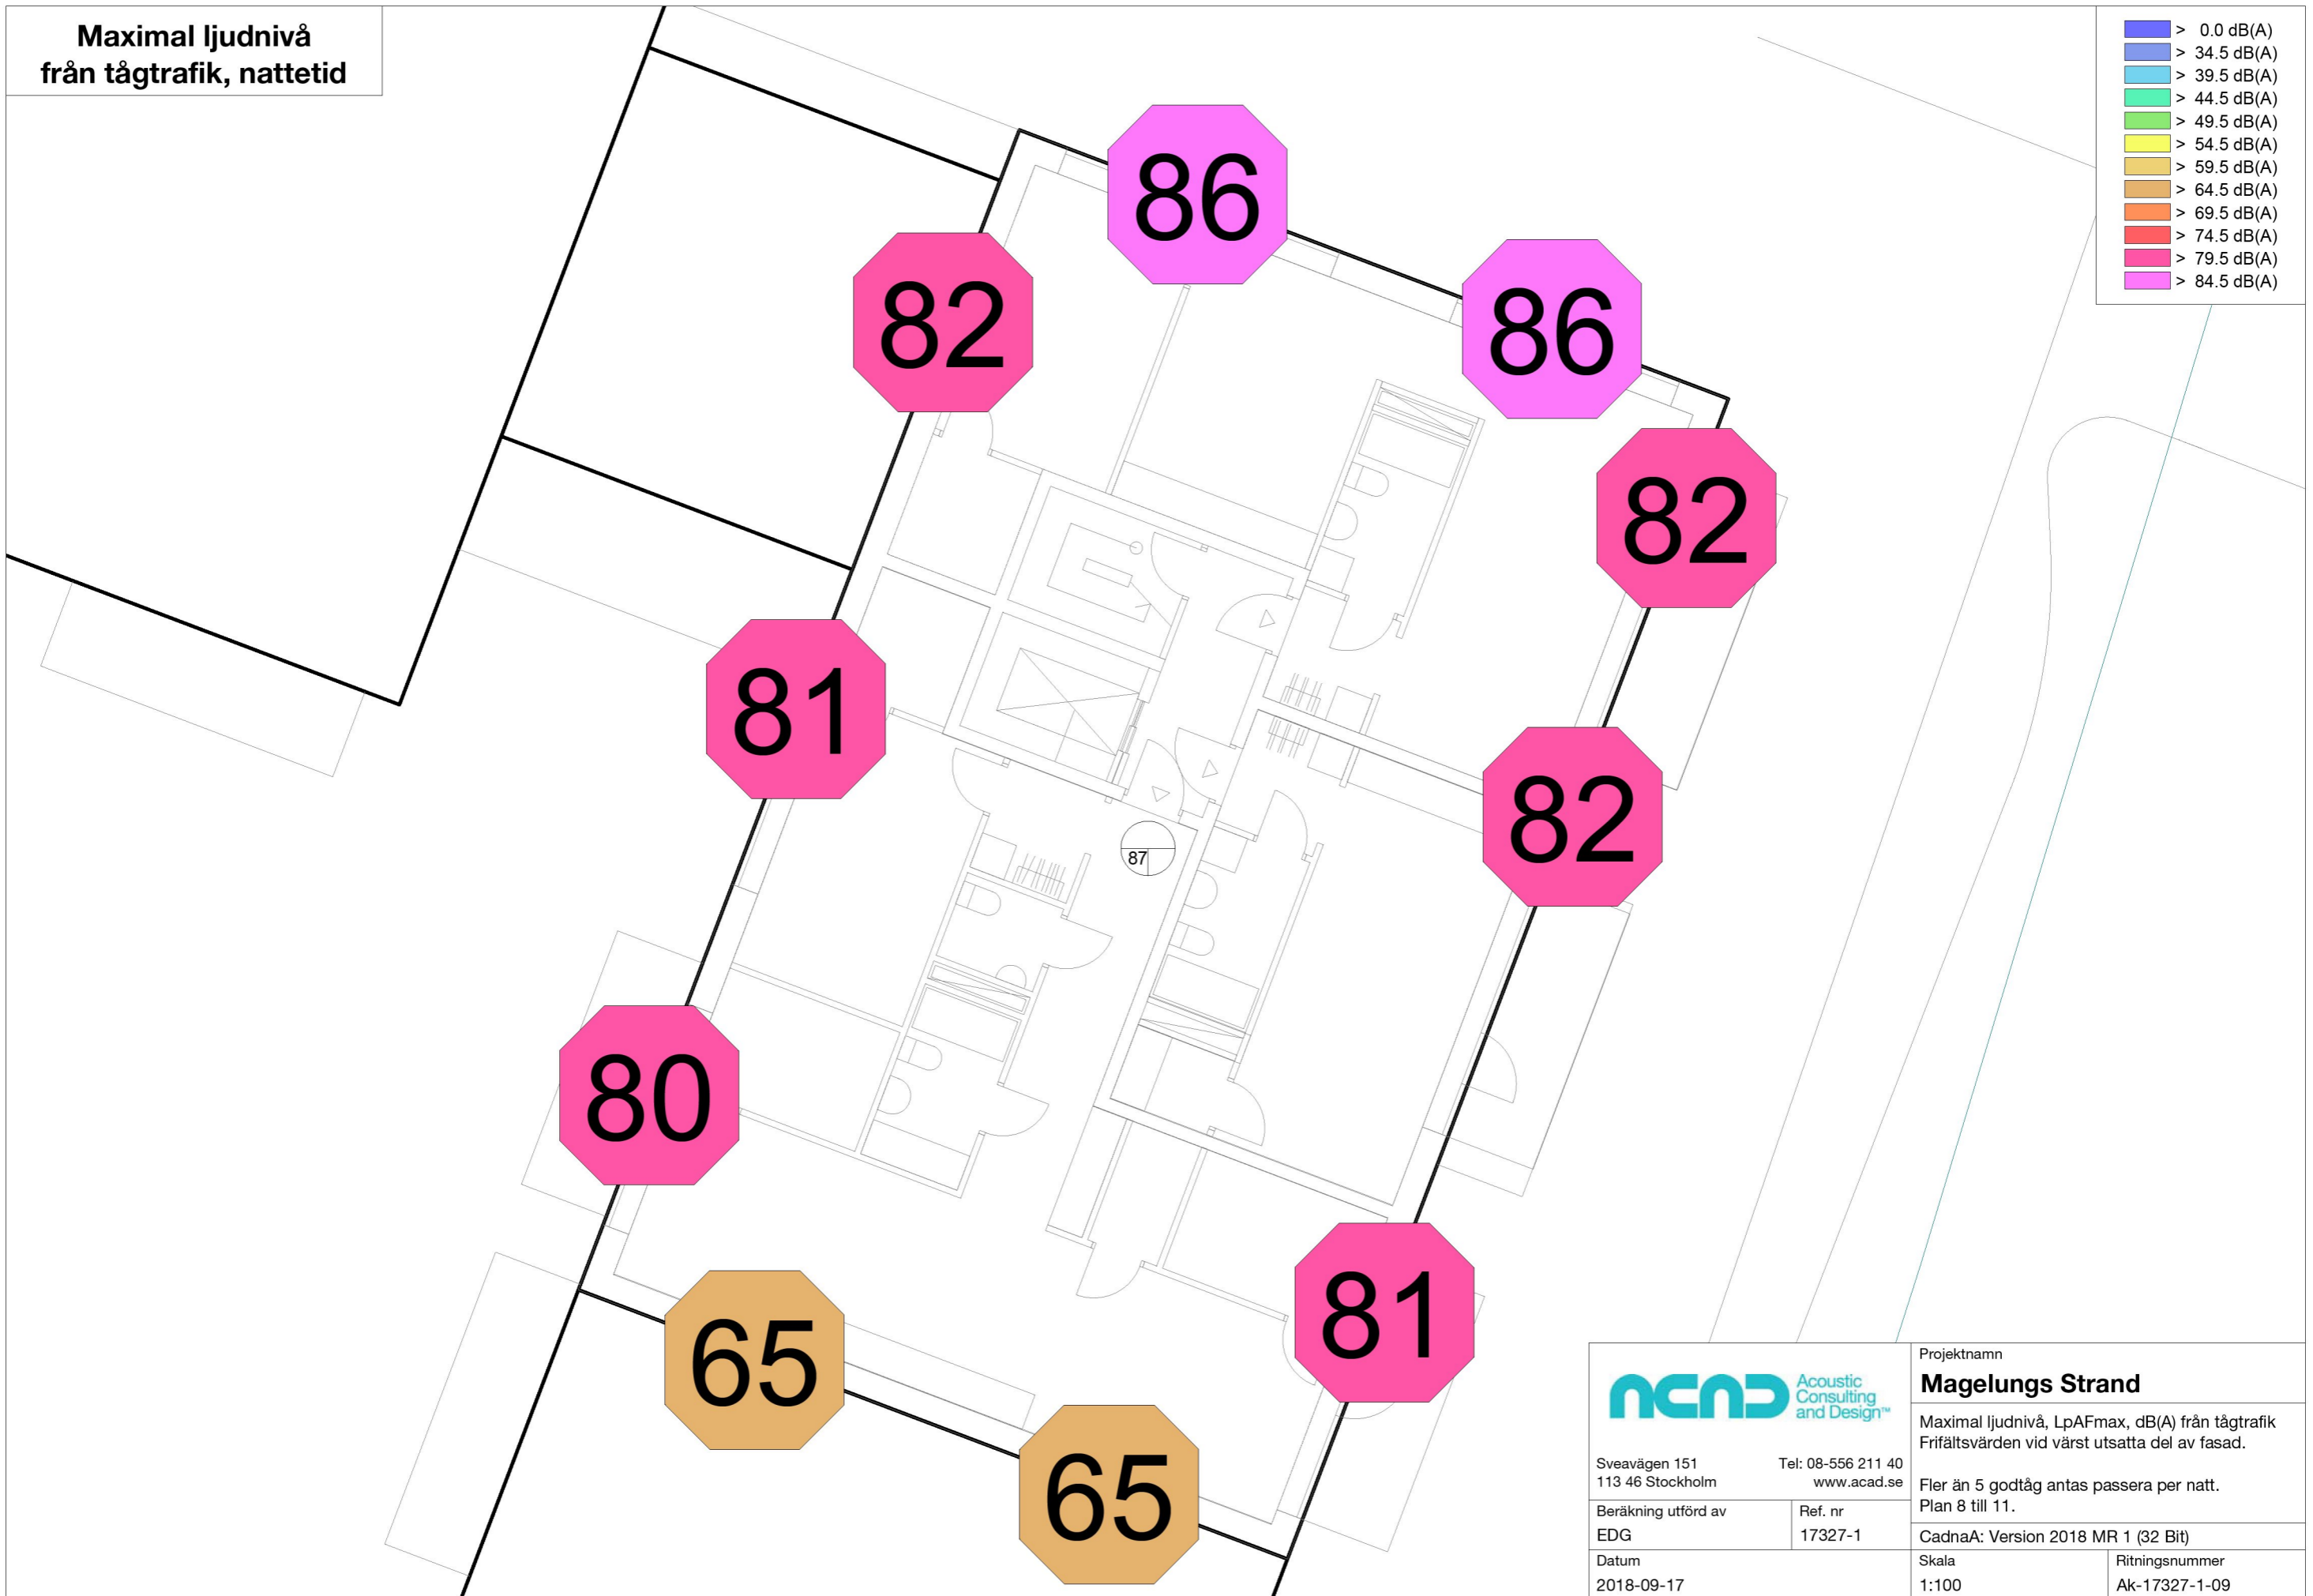 Maximal ljudnivå
från tågtrafik, nattetid
> 0.0 dB(A)
> 34.5 dB(A)
> 39.5 dB(A)
> 44.5 dB(A)
> 49.5 dB(A)
> 54.5 dB(A)
> 59.5 dB(A)
> 64.5 dB(A)
> 69.5 dB(A)
> 74.5 dB(A)
> 79.5 dB(A)
> 84.5 dB(A)
86
82
86
82
81
82
87
80
81
65
65
ACAD
Acoustic
Consulting
and Design™
Sveavägen 151
113 46 Stockholm
Tel: 08-556 211 40
www.acad.se
Beräkning utförd av
EDG
Ref. nr
17327-1
Datum
2018-09-17
Projektnamn
Magelungs Strand
Maximal ljudnivå, LpAFmax, dB(A) från tågtrafik
Frifältsvärden vid värst utsatta del av fasad.
Fler än 5 godtåg antas passera per natt.
Plan 8 till 11.
CadnaA: Version 2018 MR 1 (32 Bit)
Skala
1:100
Ritningsnummer
Ak-17327-1-09